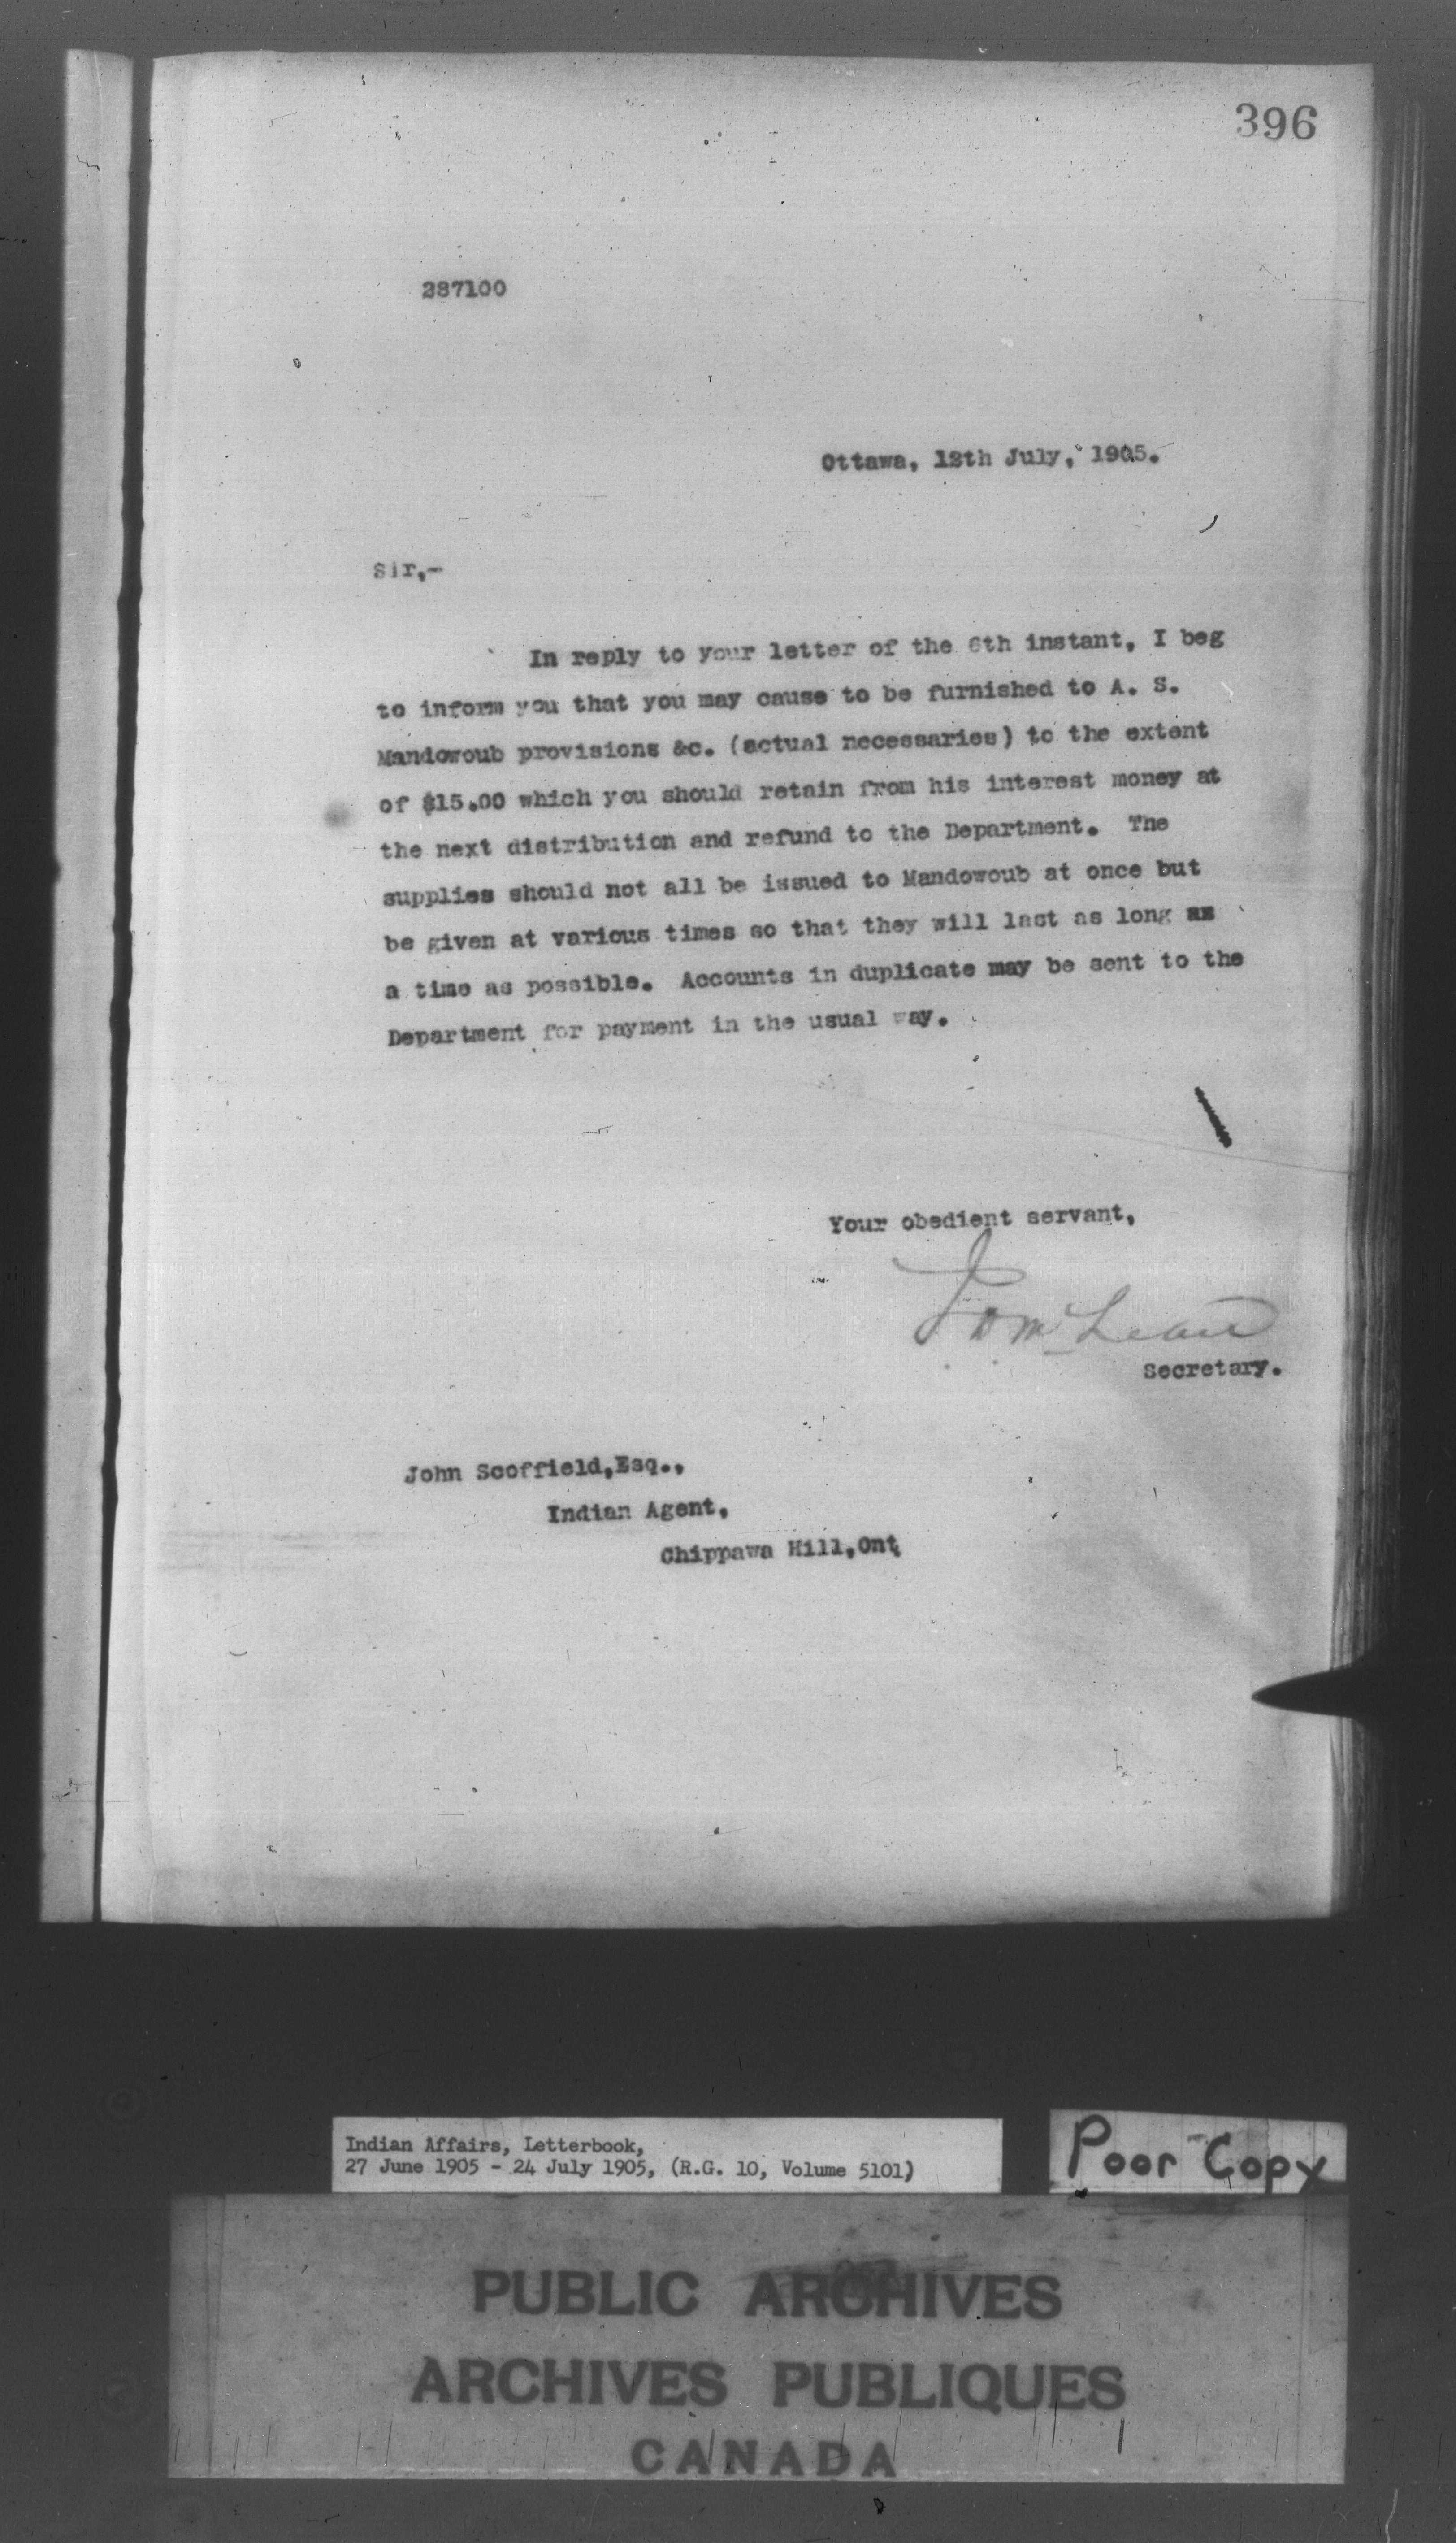 396
287100
Ottawa, 12th July, 1905.
Sir,-
In reply to your letter of the 6th instant, I beg
to inform you that you may cause to be furnished to A. S.
Mandowoub provisions &c. (actual necessaries) to the extent
of $15.00 which you should retain from his interest money at
the next distribution and refund to the Department. The
supplies should not all be issued to Mandowoub at once but
be given at various times so that they will last as long as
a time as possible. Accounts in duplicate may be sent to the
Department for payment in the usual way.
Your obedient servant,
J D McLean
Secretary.
John Scoffield,Esq.,
Indian Agent,
Chippawa Hill,Ont.
Indian Affairs, Letterbook,
27 June 1905 - 24 July 1905, (R.G. 10, Volume 5101)
Poor Copy
PUBLIC ARCHIVES
ARCHIVES PUBLIQUES
CANADA